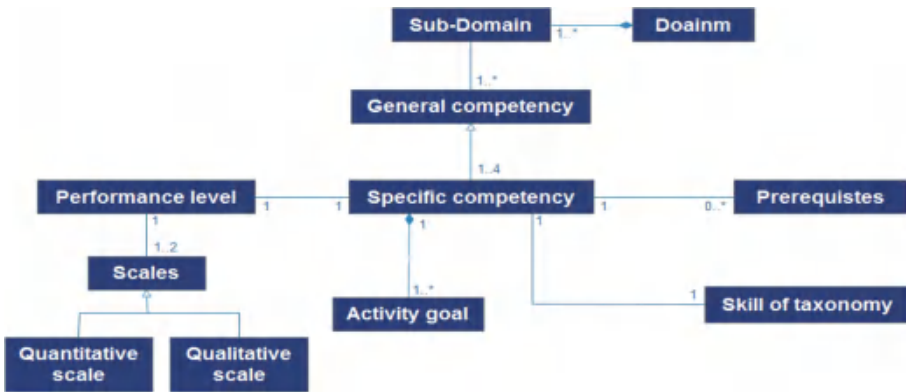 Sub-Domain
1..*
Doainm
1..*
General competency
1..4
Performance level
1
1
Specific competency
1.
0..*
Prerequistes
1
1..2
1
1
Scales
1..*
Activity goal
1
Skill of taxonomy
Quantitative
scale
Qualitative
scale